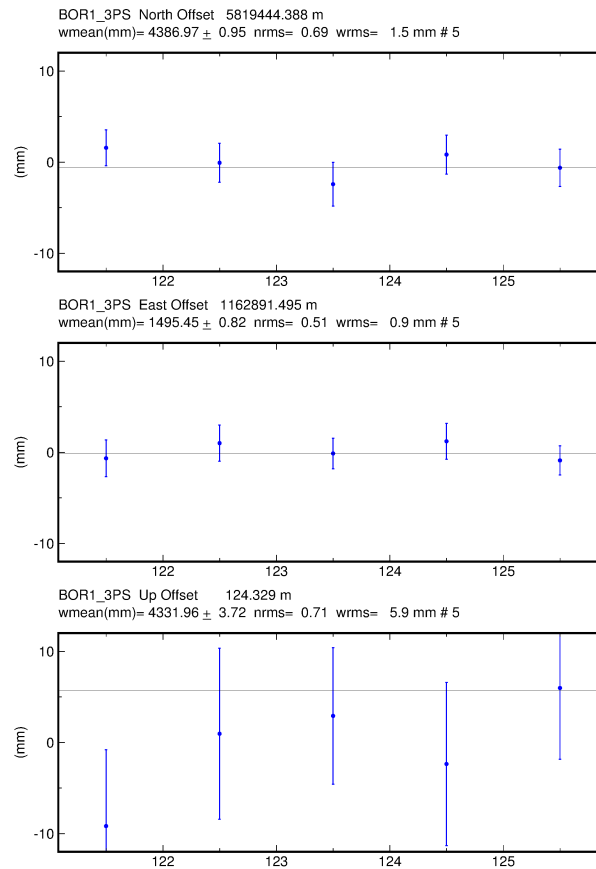 BOR1_3PS North Offset 5819444.388 m
wmean(mm)= 4386.97 ± 0.95 nrms= 0.69 wrms= 1.5 mm # 5
10
0
-10
(mm)
122 123 124 125
BOR1_3PS East Offset 1162891.495 m
wmean(mm)= 1495.45 ± 0.82 nrms= 0.51 wrms= 0.9 mm # 5
10
0
-10
(mm)
122 123 124 125
BOR1_3PS Up Offset 124.329 m
wmean(mm)= 4331.96 ± 3.72 nrms= 0.71 wrms= 5.9 mm # 5
10
0
-10
(mm)
122 123 124 125